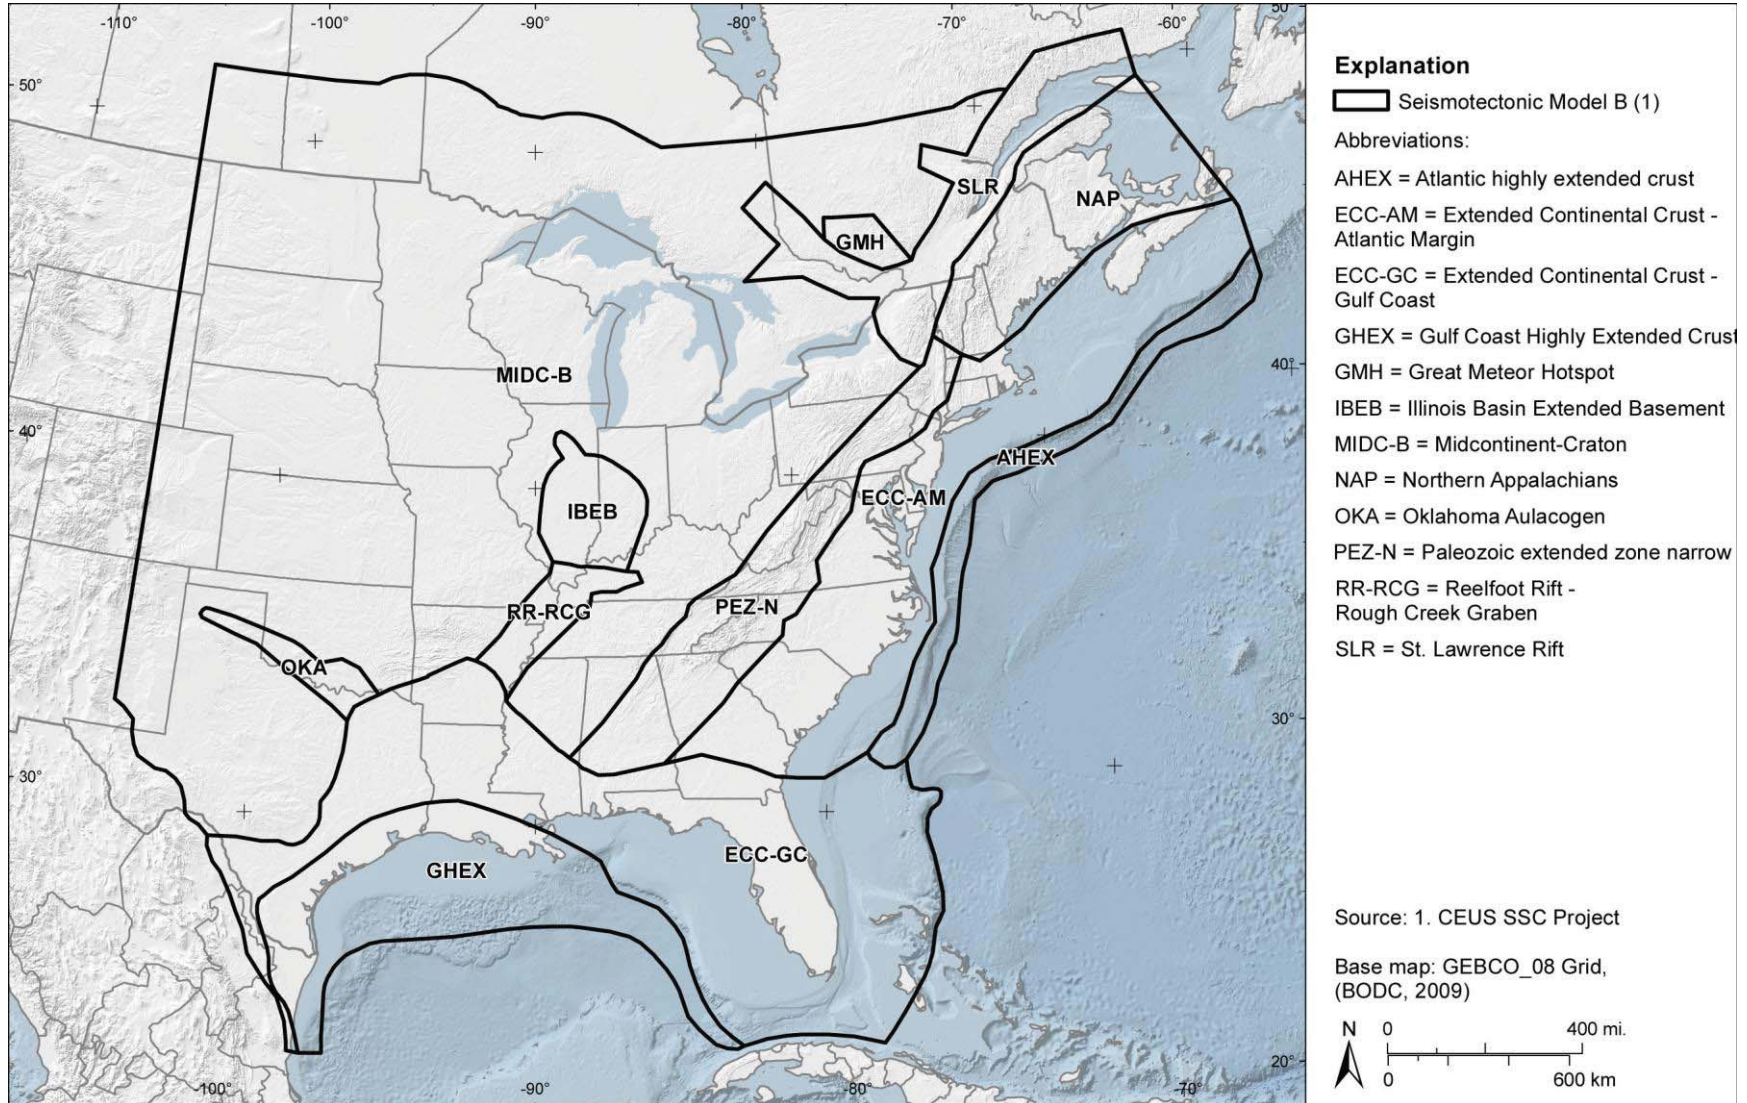 -110°
-100°
-90°
-80°
-70°
-60°
50°
50°
SLR
NAP
GMH
40°
MIDC-B
40°
AHEX
ECC-AM
IBEB
RR-RCG
PEZ-N
OKA
30°
30°
ECC-GC
GHEX
20°
-100°
-90°
-80°
-70°
Explanation
Seismotectonic Model B (1)
Abbreviations:
AHEX = Atlantic highly extended crust
ECC-AM = Extended Continental Crust -
Atlantic Margin
ECC-GC = Extended Continental Crust -
Gulf Coast
GHEX = Gulf Coast Highly Extended Crust
GMH = Great Meteor Hotspot
IBEB = Illinois Basin Extended Basement
MIDC-B = Midcontinent-Craton
NAP = Northern Appalachians
OKA = Oklahoma Aulacogen
PEZ-N = Paleozoic extended zone narrow
RR-RCG = Reelfoot Rift -
Rough Creek Graben
SLR = St. Lawrence Rift
Source: 1. CEUS SSC Project
Base map: GEBCO_08 Grid,
(BODC, 2009)
N
0 400 mi.
0 600 km